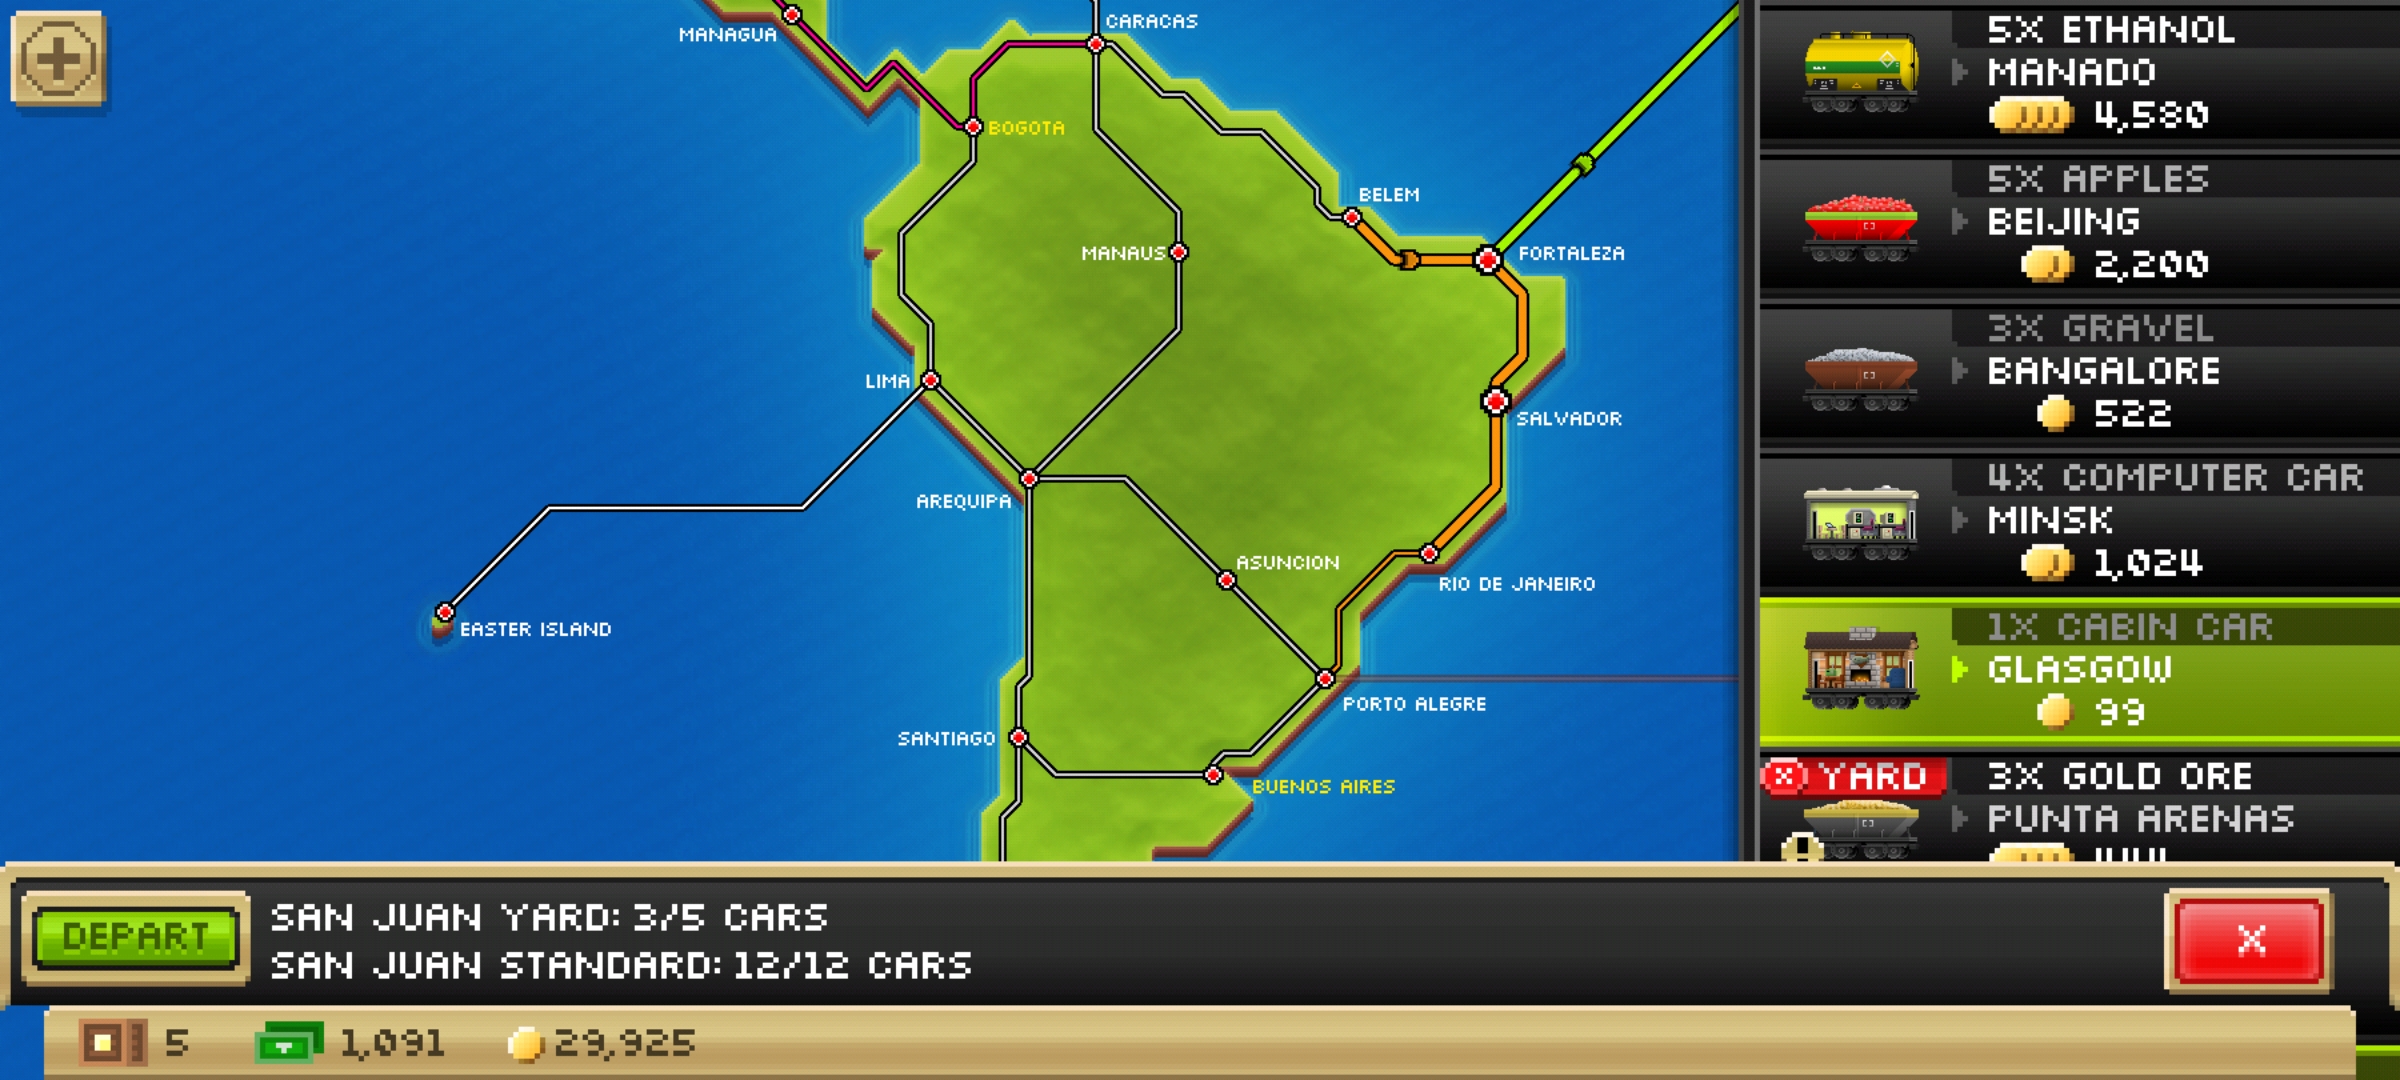 CARACAS
MANAGUA
BOGOTA
BELEM
MANAUS
FORTALEZA
LIMA
SALVADOR
AREQUIPA
ASUNCION
RIO DE JANEIRO
EASTER ISLAND
PORTO ALEGRE
SANTIAGO
BUENOS AIRES
5X ETHANOL
MANADO
4,580
5X APPLES
BEIJING
2,200
3X GRAVEL
BANGALORE
522
4X COMPUTER CAR
MINSK
1,024
1X CABIN CAR
GLASGOW
99
X YARD
3X GOLD ORE
PUNTA ARENAS
DEPART
SAN JUAN YARD: 3/5 CARS
SAN JUAN STANDARD: 12/12 CARS
X
5
1,091
29,925